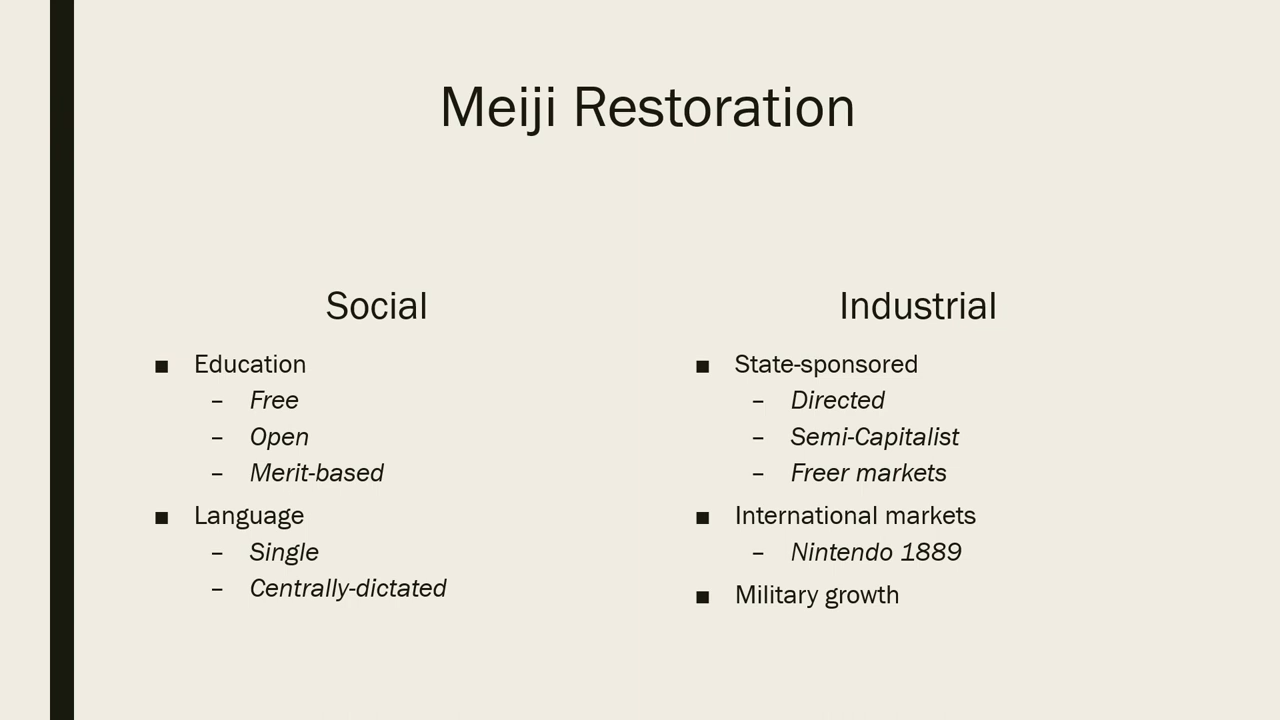 Meiji Restoration
Social
■ Education
– Free
– Open
– Merit-based
■ Language
– Single
– Centrally-dictated
Industrial
■ State-sponsored
– Directed
– Semi-Capitalist
– Freer markets
■ International markets
– Nintendo 1889
■ Military growth